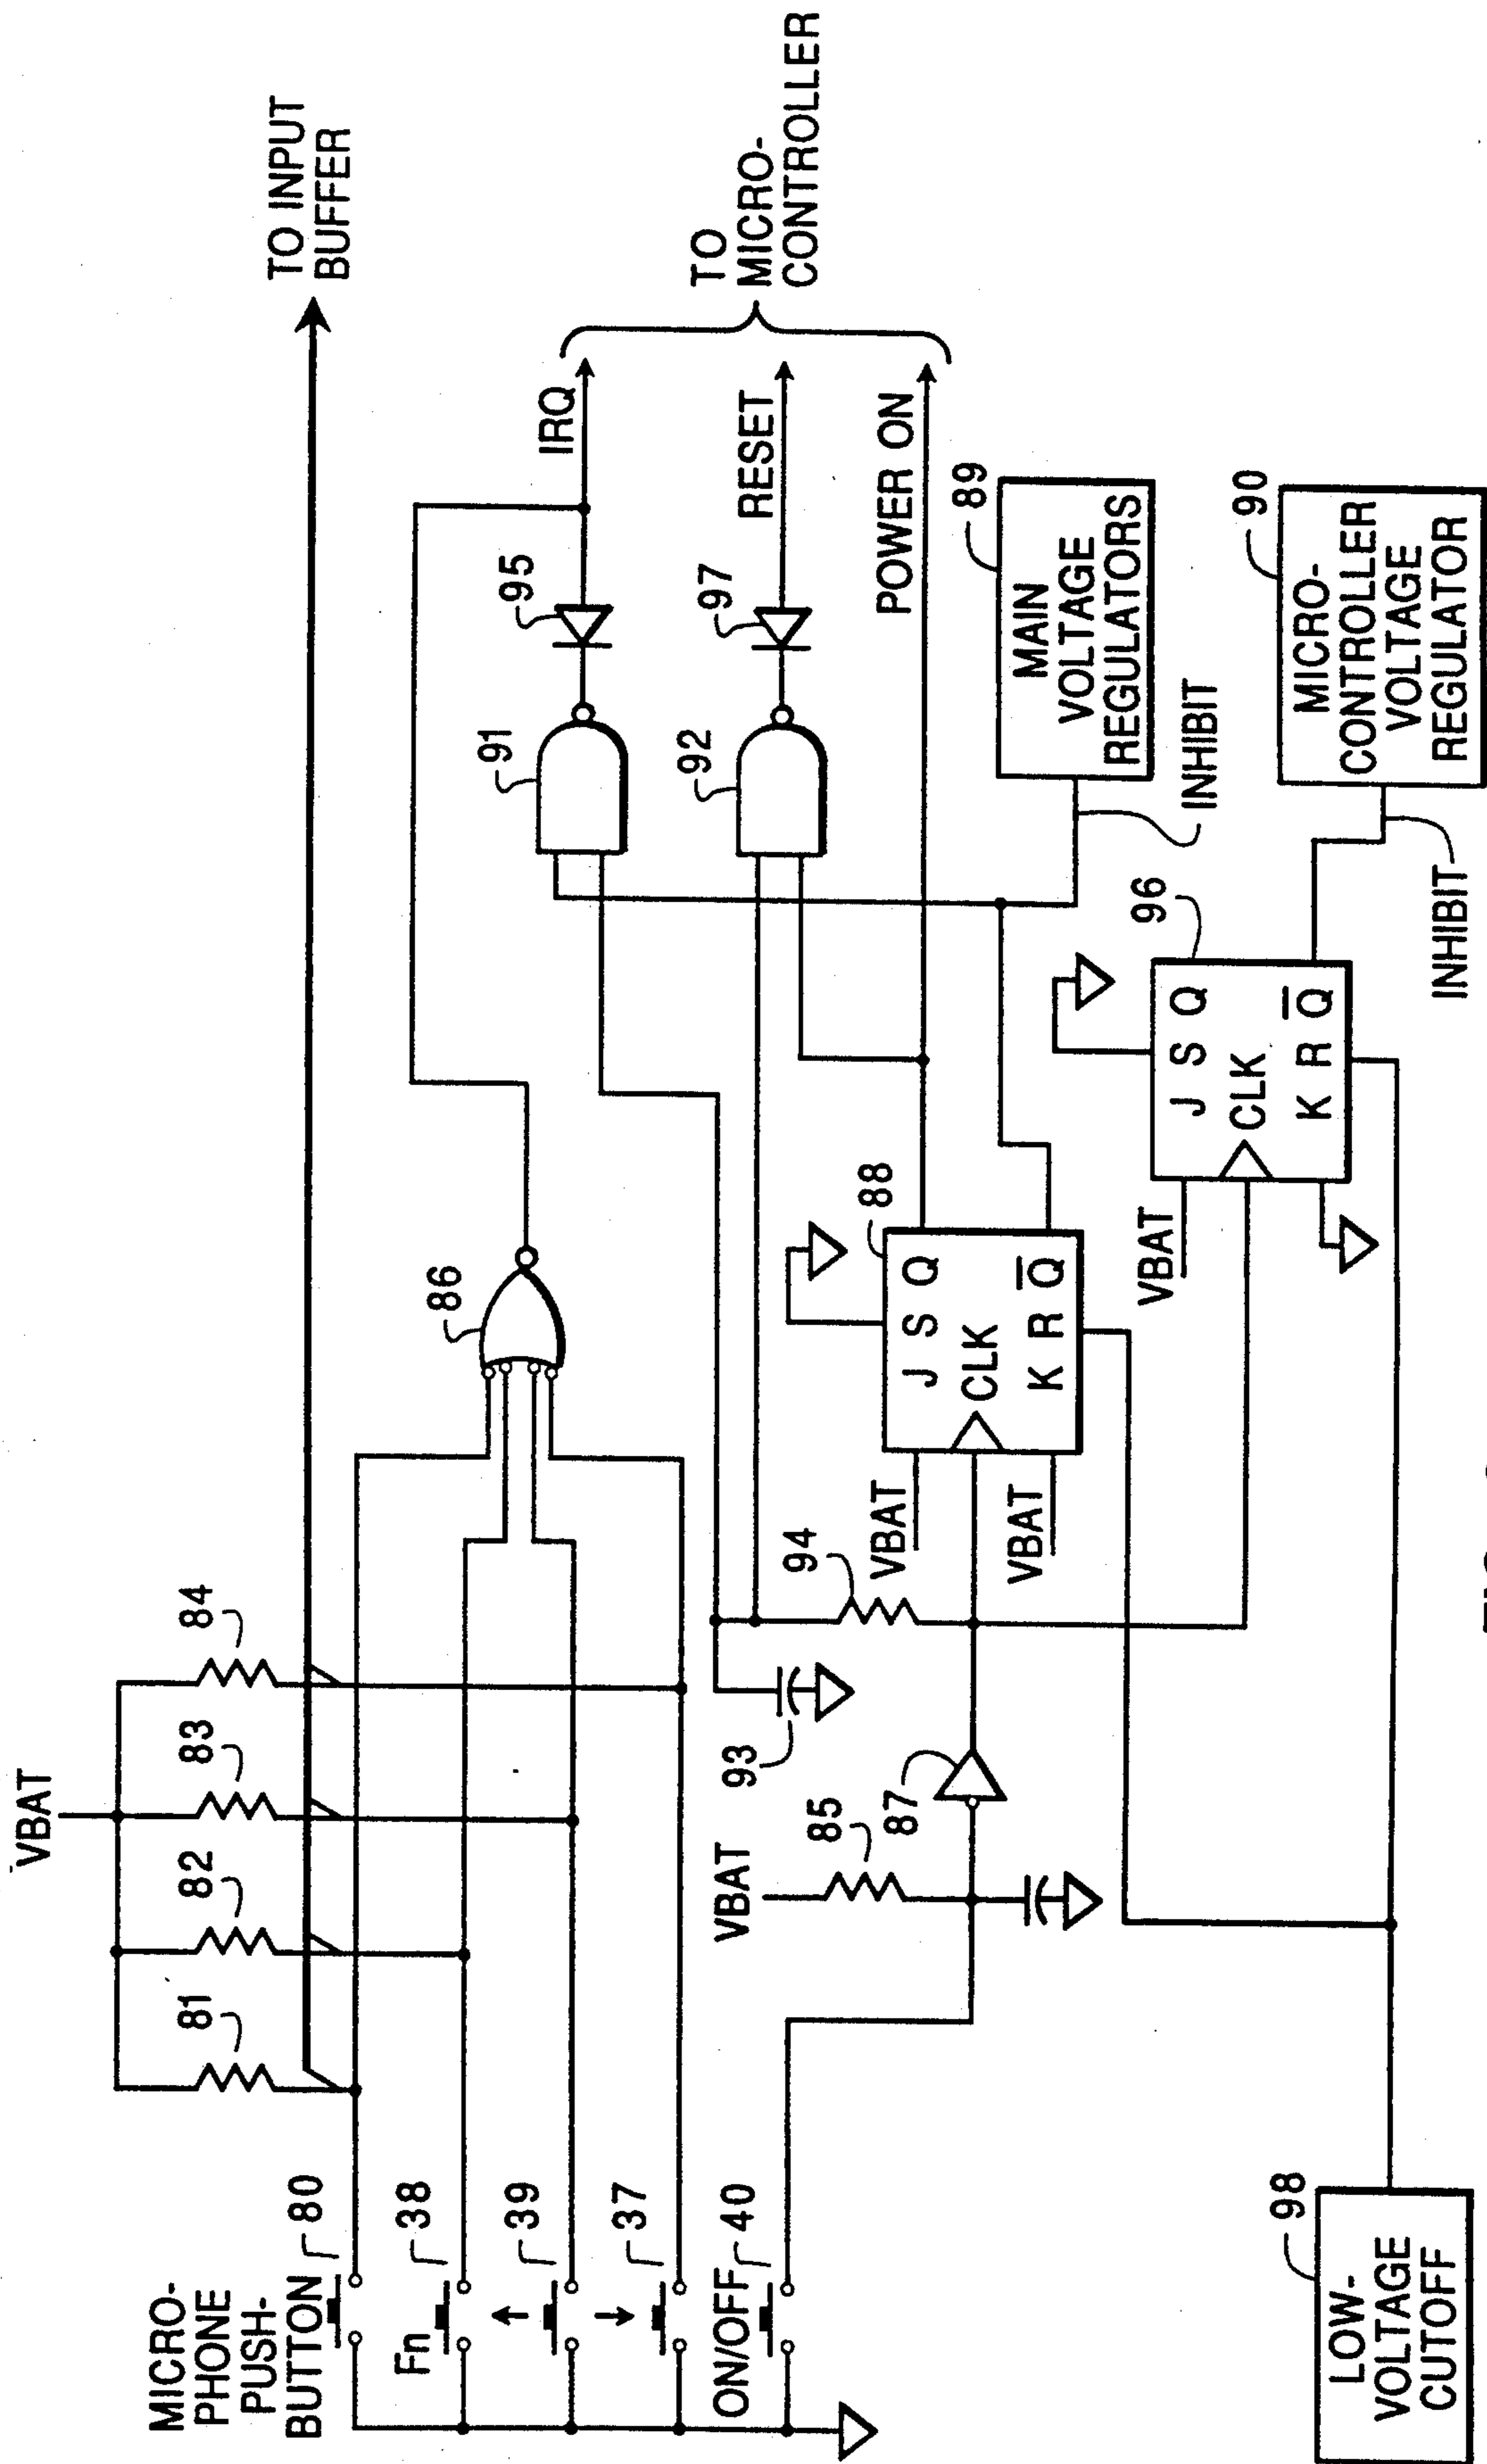 MICRO-
PHONE
PUSH-
BUTTON
80
Fn
38
39
37
ON/OFF
40
VBAT
81
82
83
84
TO INPUT
BUFFER
86
VBAT
85
87
93
94
91
95
IRQ
92
97
RESET
TO
MICRO-
CONTROLLER
POWER ON
VBAT
VBAT
88
J S Q
CLK
K R Q
89
MAIN
VOLTAGE
REGULATORS
INHIBIT
VBAT
96
J S Q
CLK
K R Q
90
MICRO-
CONTROLLER
VOLTAGE
REGULATOR
INHIBIT
98
LOW-
VOLTAGE
CUTOFF